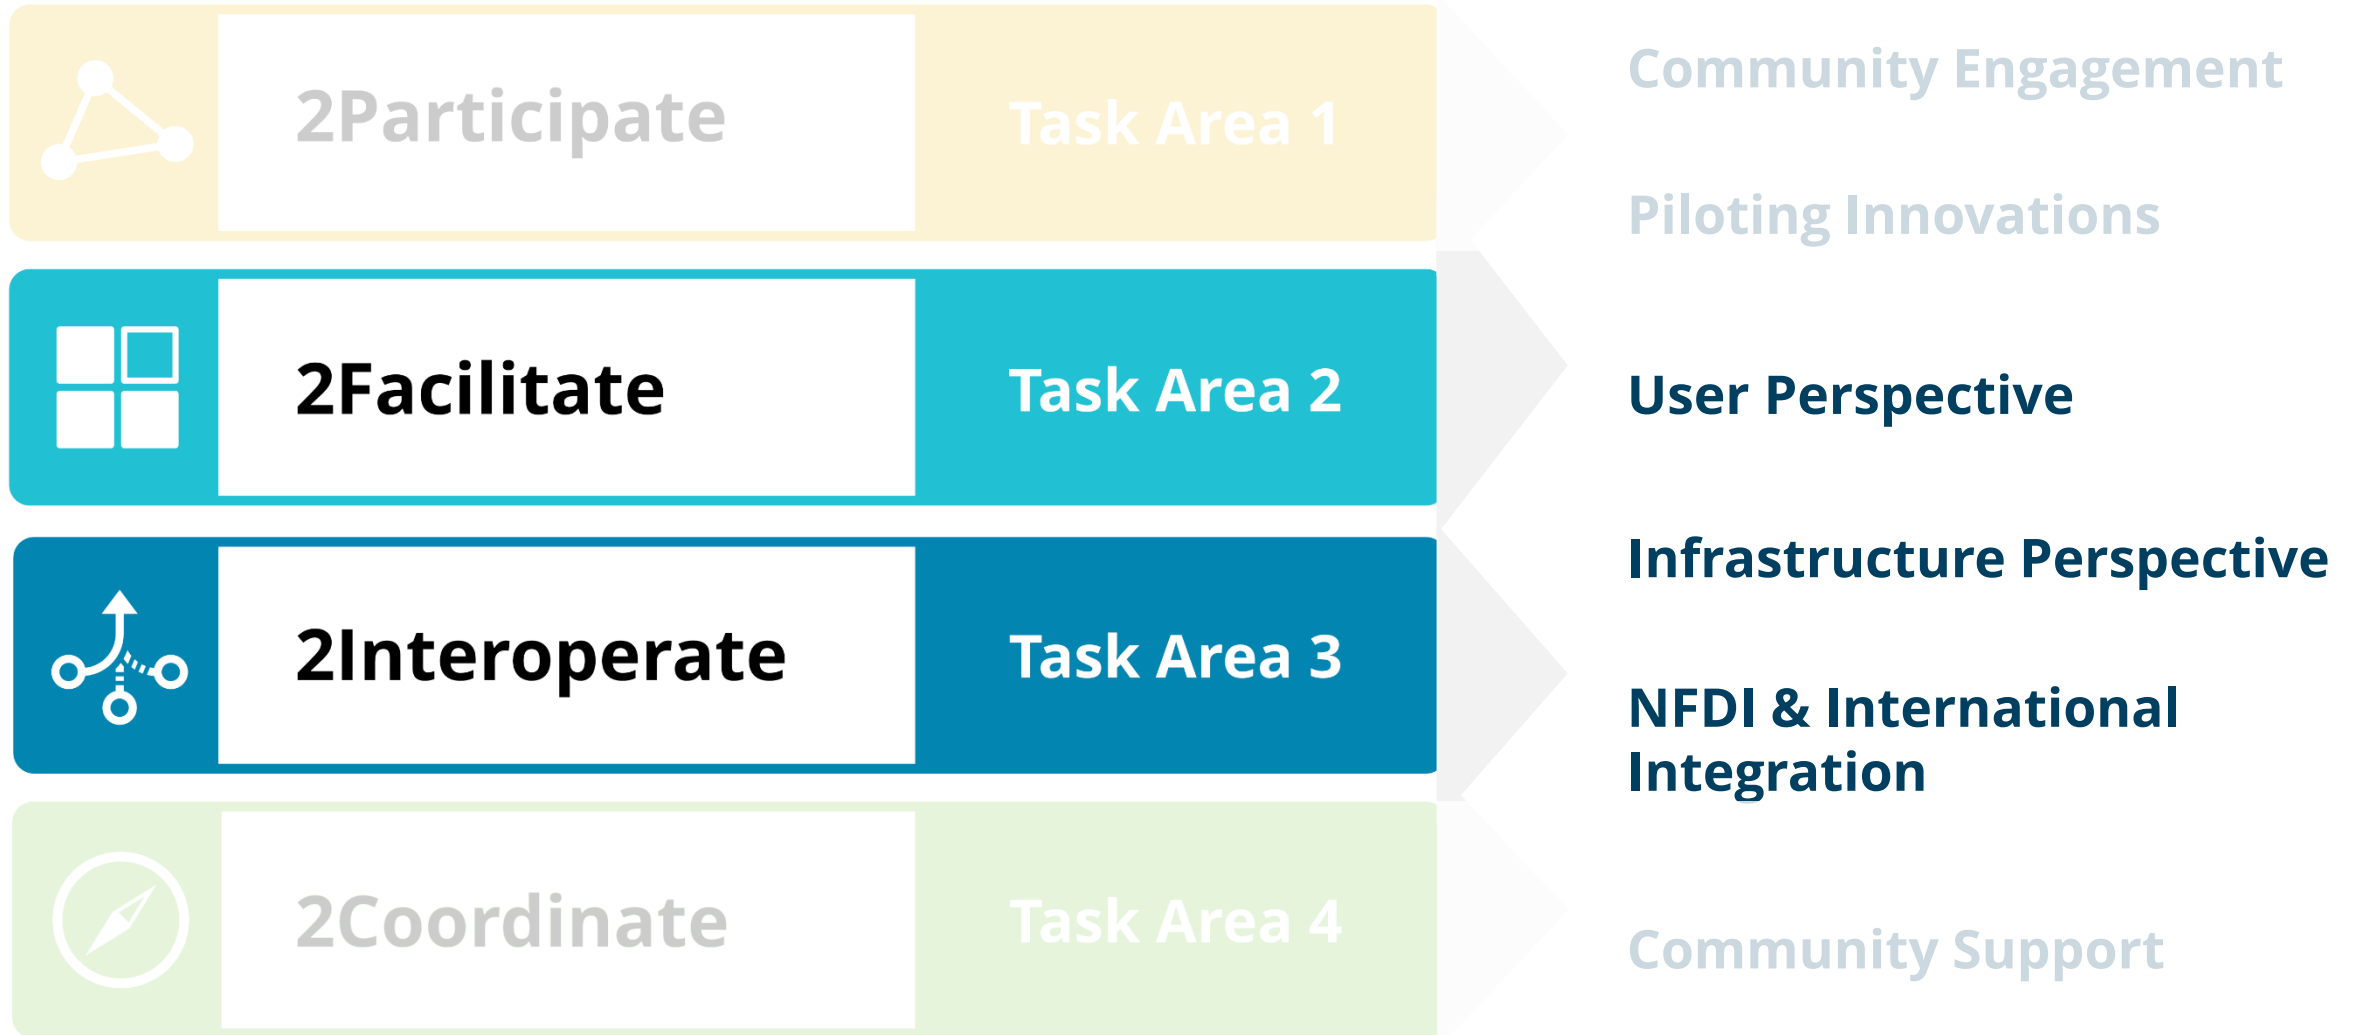 2Participate
Task Area 1
Community Engagement
Piloting Innovations
2Facilitate
Task Area 2
User Perspective
2Interoperate
Task Area 3
Infrastructure Perspective
NFDI & International
Integration
2Coordinate
Task Area 4
Community Support